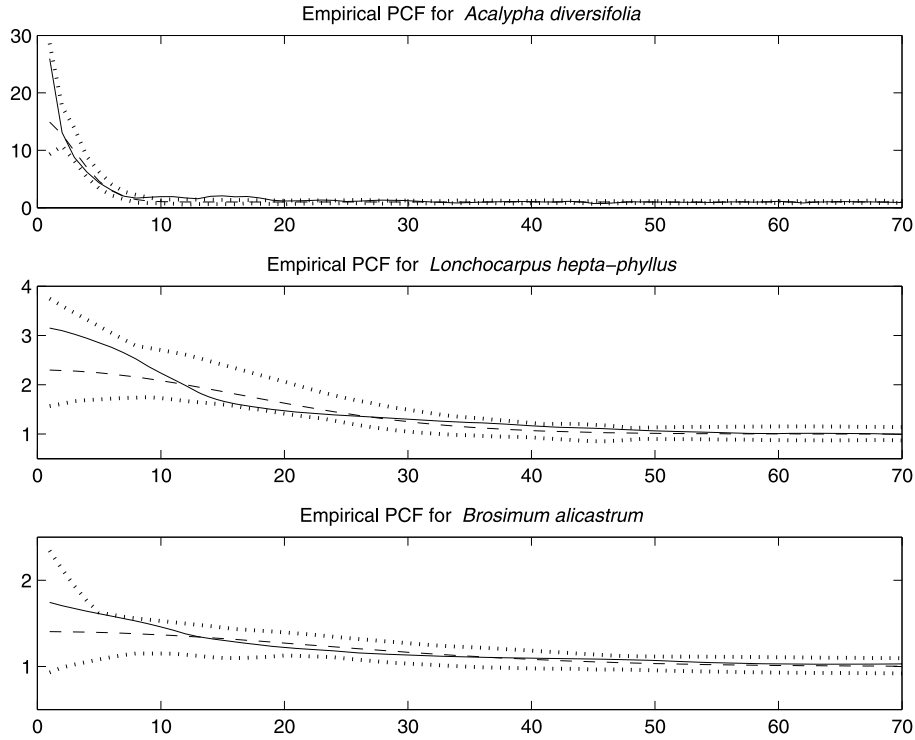 Empirical PCF for Acalypha diversifolia
30
20
10
0
0 10 20 30 40 50 60 70
Empirical PCF for Lonchocarpus hepta−phyllus
4
3
2
1
0 10 20 30 40 50 60 70
Empirical PCF for Brosimum alicastrum
2
1
0 10 20 30 40 50 60 70